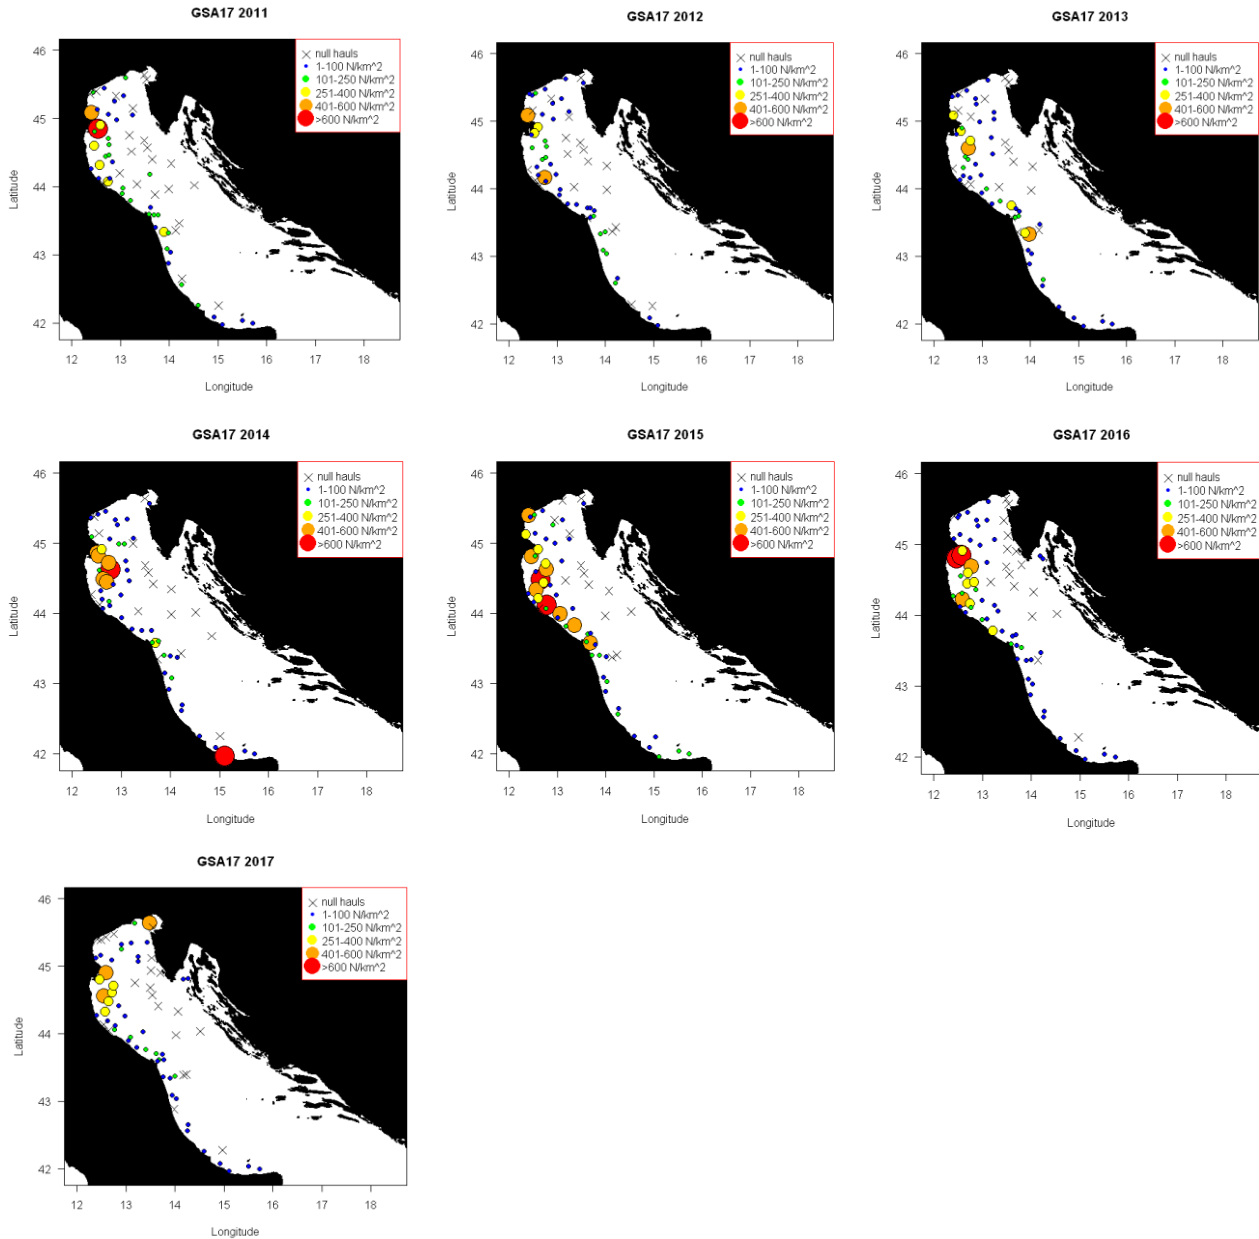 GSA17 2011
× null hauls
1-100 N/km^2
101-250 N/km^2
251-400 N/km^2
401-600 N/km^2
>600 N/km^2
Latitude
46
45
44
43
42
12 13 14 15 16 17 18
Longitude
GSA17 2012
× null hauls
1-100 N/km^2
101-250 N/km^2
251-400 N/km^2
401-600 N/km^2
>600 N/km^2
Latitude
46
45
44
43
42
12 13 14 15 16 17 18
Longitude
GSA17 2013
× null hauls
1-100 N/km^2
101-250 N/km^2
251-400 N/km^2
401-600 N/km^2
>600 N/km^2
Latitude
46
45
44
43
42
12 13 14 15 16 17 18
Longitude
GSA17 2014
× null hauls
1-100 N/km^2
101-250 N/km^2
251-400 N/km^2
401-600 N/km^2
>600 N/km^2
Latitude
46
45
44
43
42
12 13 14 15 16 17 18
Longitude
GSA17 2015
× null hauls
1-100 N/km^2
101-250 N/km^2
251-400 N/km^2
401-600 N/km^2
>600 N/km^2
Latitude
46
45
44
43
42
12 13 14 15 16 17 18
Longitude
GSA17 2016
× null hauls
1-100 N/km^2
101-250 N/km^2
251-400 N/km^2
401-600 N/km^2
>600 N/km^2
Latitude
46
45
44
43
42
12 13 14 15 16 17 18
Longitude
GSA17 2017
× null hauls
1-100 N/km^2
101-250 N/km^2
251-400 N/km^2
401-600 N/km^2
>600 N/km^2
Latitude
46
45
44
43
42
12 13 14 15 16 17 18
Longitude